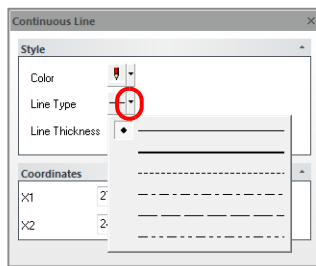 Continuous Line
Style
Color
Line Type
Line Thickness
Coordinates
X1
X2